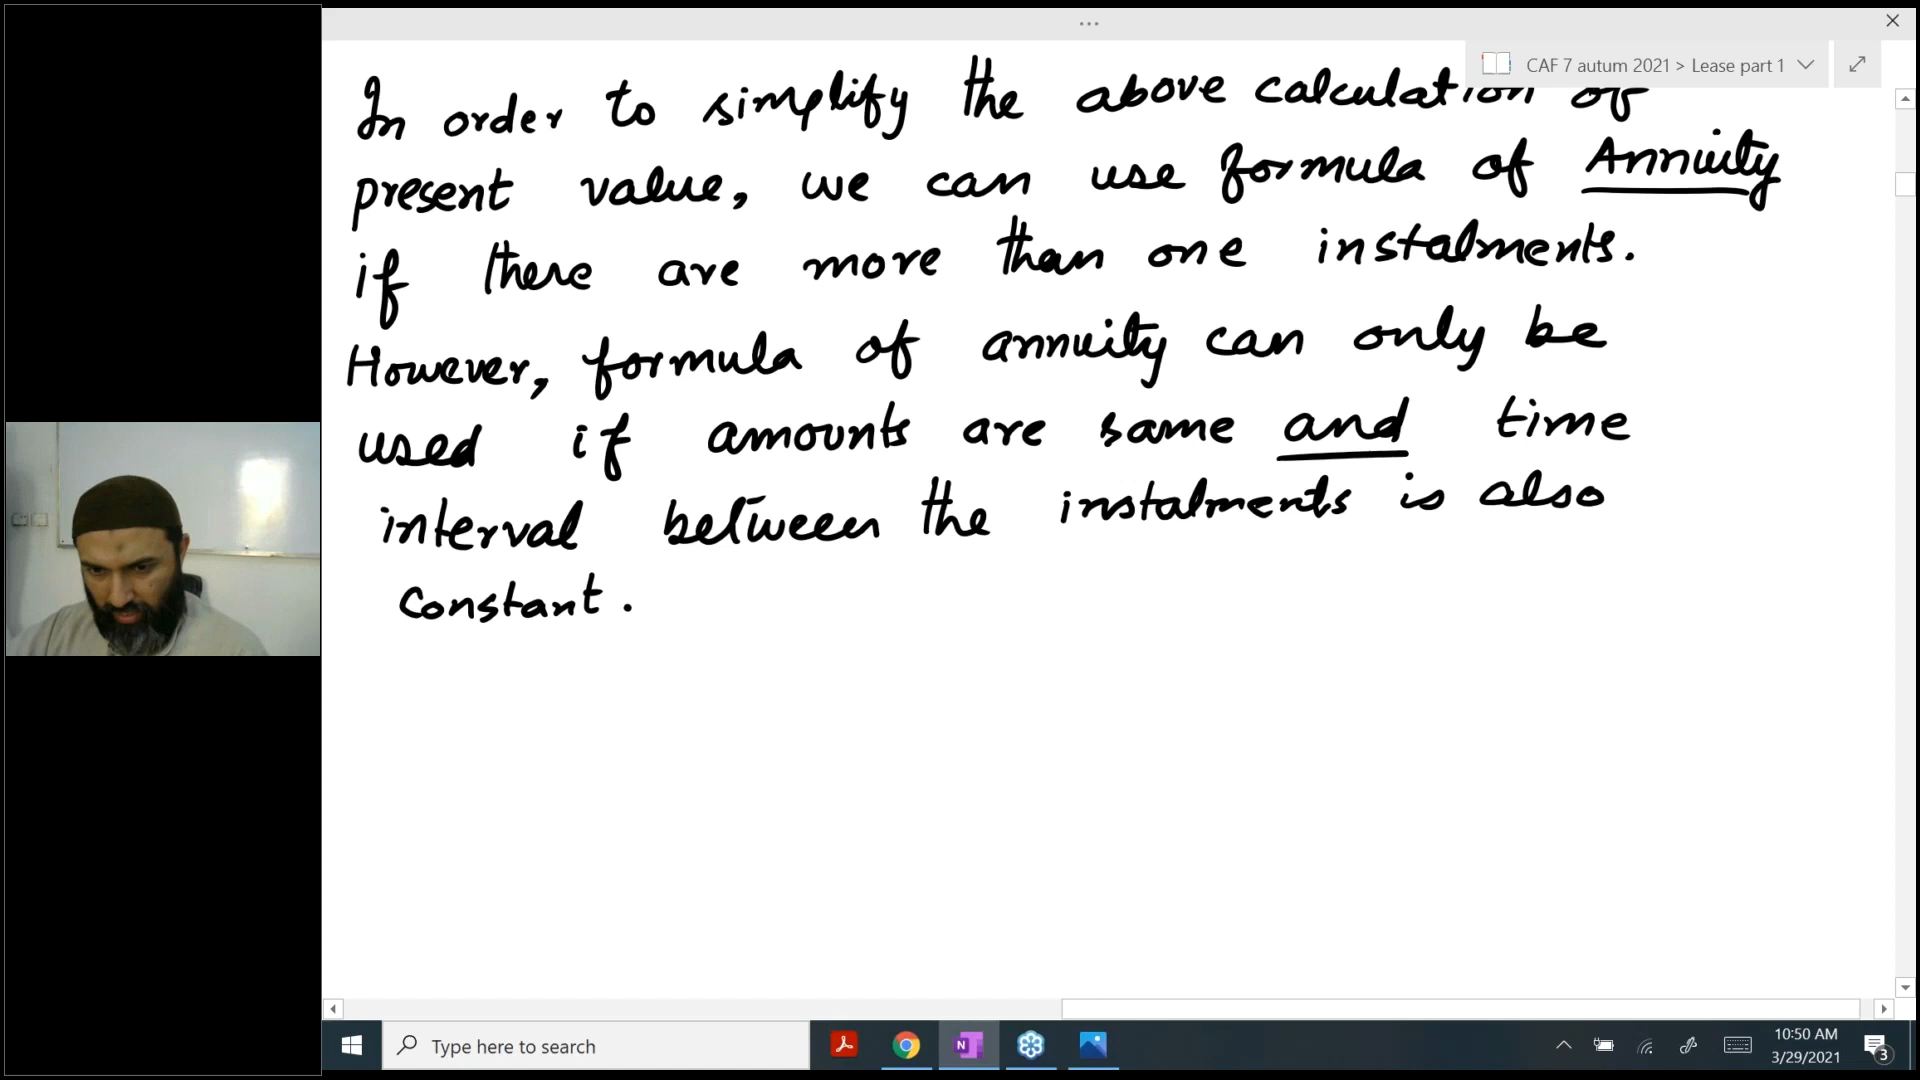 CAF 7 autum 2021 > Lease part 1
In order to simplify the above calculation of
present value, we can use formula of Annuity
if there are more than one instalments.
However, formula of annuity can only be
used if amounts are same and time
interval between the instalments is also
constant.
Type here to search
N
10:50 AM
3/29/2021
3